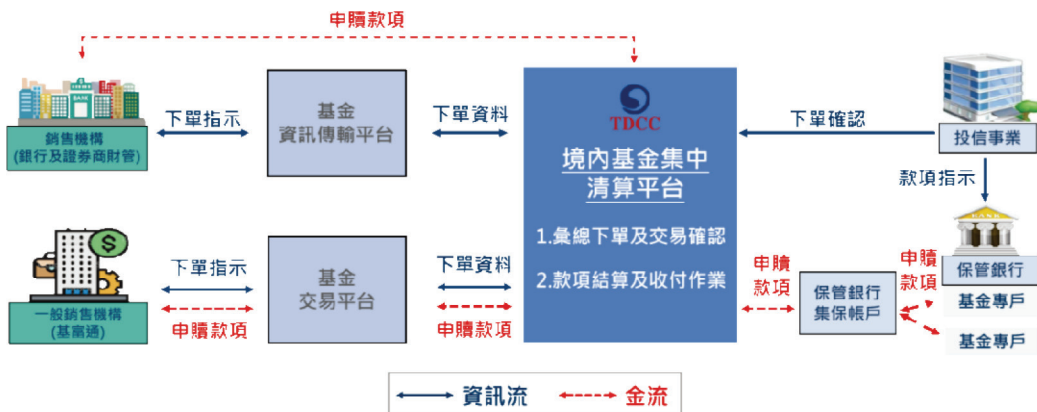 申贖款項
銷售機構
(銀行及證券商財管)
下單指示
基金
資訊傳輸平台
下單資料
TDCC
境內基金集中
清算平台
1.彙總下單及交易確認
2.款項結算及收付作業
下單確認
投信事業
款項指示
BANK
保管銀行
基金專戶
基金專戶
申贖
款項
保管銀行
集保帳戶
申贖
款項
一般銷售機構
(基富通)
下單指示
申贖款項
基金
交易平台
下單資料
申贖款項
資訊流
金流